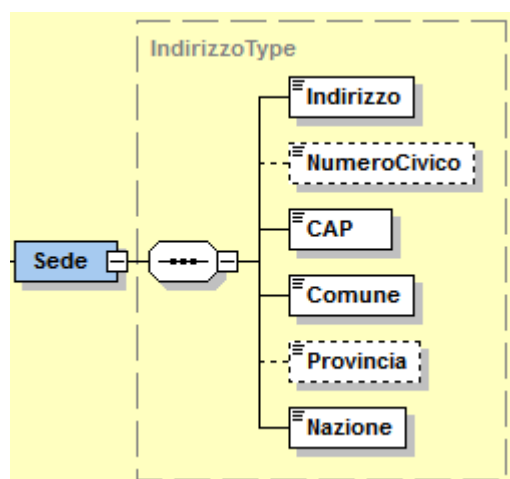 IndirizzoType
Indirizzo
NumeroCivico
CAP
Sede
Comune
Provincia
Nazione